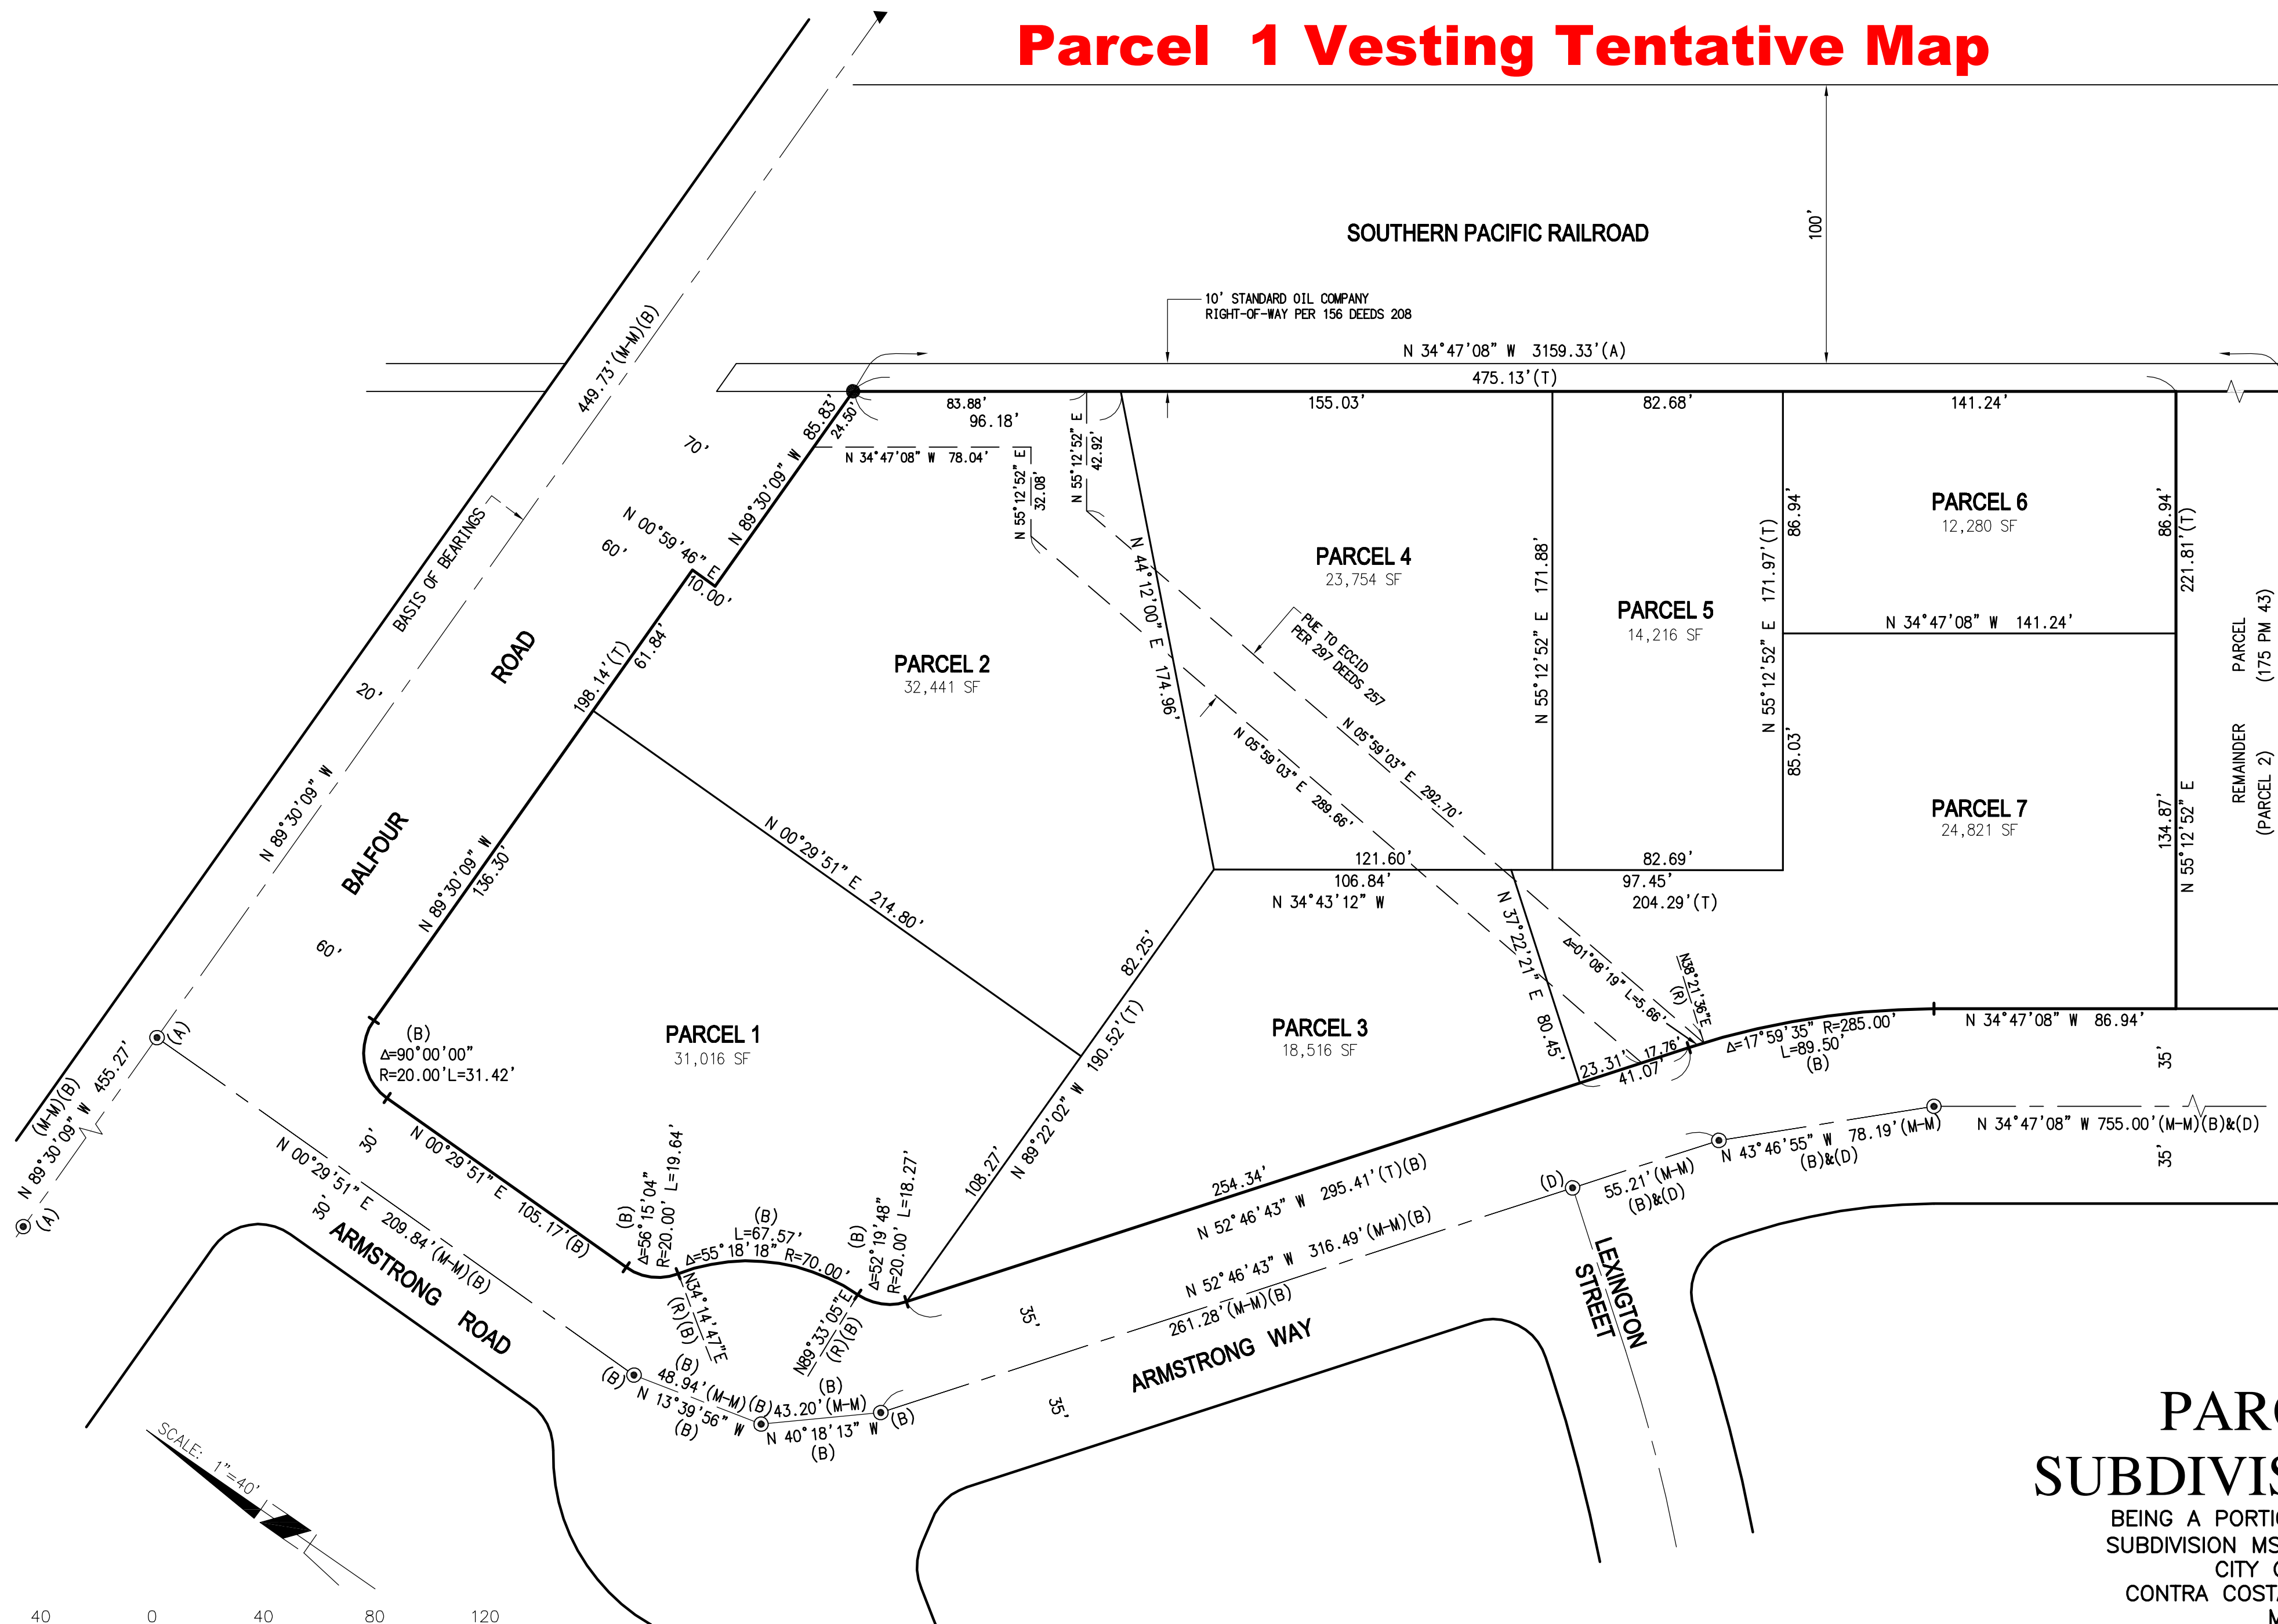 Parcel 1 Vesting Tentative Map
SOUTHERN PACIFIC RAILROAD
100'
10' STANDARD OIL COMPANY
RIGHT-OF-WAY PER 156 DEEDS 208
N 34°47'08" W 3159.33'(A)
475.13'(T)
449.73'(M-M)(B)
BASIS OF BEARINGS
N 89°30'09" W
70'
60'
20'
60'
BALFOUR ROAD
N 89°30'09" W 85.83'
24.50'
N 00°59'46" E
10.00'
198.14'(T)
61.84'
N 89°30'09" W
136.30'
83.88'
96.18'
N 34°47'08" W 78.04'
N 55°12'52" E
32.08'
N 55°12'52" E
42.92'
155.03'
82.68'
141.24'
PARCEL 2
32,441 SF
N 44°12'00" E 174.96'
PARCEL 4
23,754 SF
PUE TO ECCID
PER 297 DEEDS 257
N 05°59'03" E 292.70'
N 05°59'03" E 289.66'
N 55°12'52" E 171.88'
PARCEL 5
14,216 SF
N 55°12'52" E 171.97'(T)
86.94'
85.03'
PARCEL 6
12,280 SF
86.94'
221.81'(T)
N 34°47'08" W 141.24'
PARCEL 7
24,821 SF
134.87'
N 55°12'52" E
REMAINDER PARCEL
(PARCEL 2) (175 PM 43)
N 00°29'51" E 214.80'
121.60'
106.84'
N 34°43'12" W
82.69'
97.45'
204.29'(T)
N 37°22'21" E 80.45'
Δ=01°08'19" L=5.66'
N38°21'36"E
(R)
PARCEL 1
31,016 SF
82.25'
N 89°22'02" W 190.52'(T)
108.27'
PARCEL 3
18,516 SF
23.31'
17.76'
41.07'
Δ=17°59'35" R=285.00'
L=89.50'
(B)
N 34°47'08" W 86.94'
35'
35'
(B)
Δ=90°00'00"
R=20.00'L=31.42'
(A)
(M-M)(B)
N 89°30'09" W 455.27'
(A)
N 00°29'51" E 105.17'(B)
30'
30'
N 00°29'51" E 209.84'(M-M)(B)
ARMSTRONG ROAD
(B)
Δ=56°15'04"
R=20.00' L=19.64'
(B)
L=67.57'
Δ=55°18'18" R=70.00'
(B)
Δ=52°19'48"
R=20.00' L=18.27'
N34°14'47"E
(R)(B)
N89°33'05"E
(R)(B)
254.34'
N 52°46'43" W 295.41'(T)(B)
N 52°46'43" W 316.49'(M-M)(B)
261.28'(M-M)(B)
35'
35'
ARMSTRONG WAY
(D)
55.21'(M-M)
(B)&(D)
N 43°46'55" W 78.19'(M-M)
(B)&(D)
N 34°47'08" W 755.00'(M-M)(B)&(D)
LEXINGTON
STREET
(B)
(B)
48.94'(M-M)(B)
N 13°39'56" W
(B)
(B)
43.20'(M-M)
N 40°18'13" W
(B)
(B)
SCALE: 1"=40'
40 0 40 80 120
PARC
SUBDIVIS
BEING A PORTIO
SUBDIVISION MS
CITY O
CONTRA COSTA
M